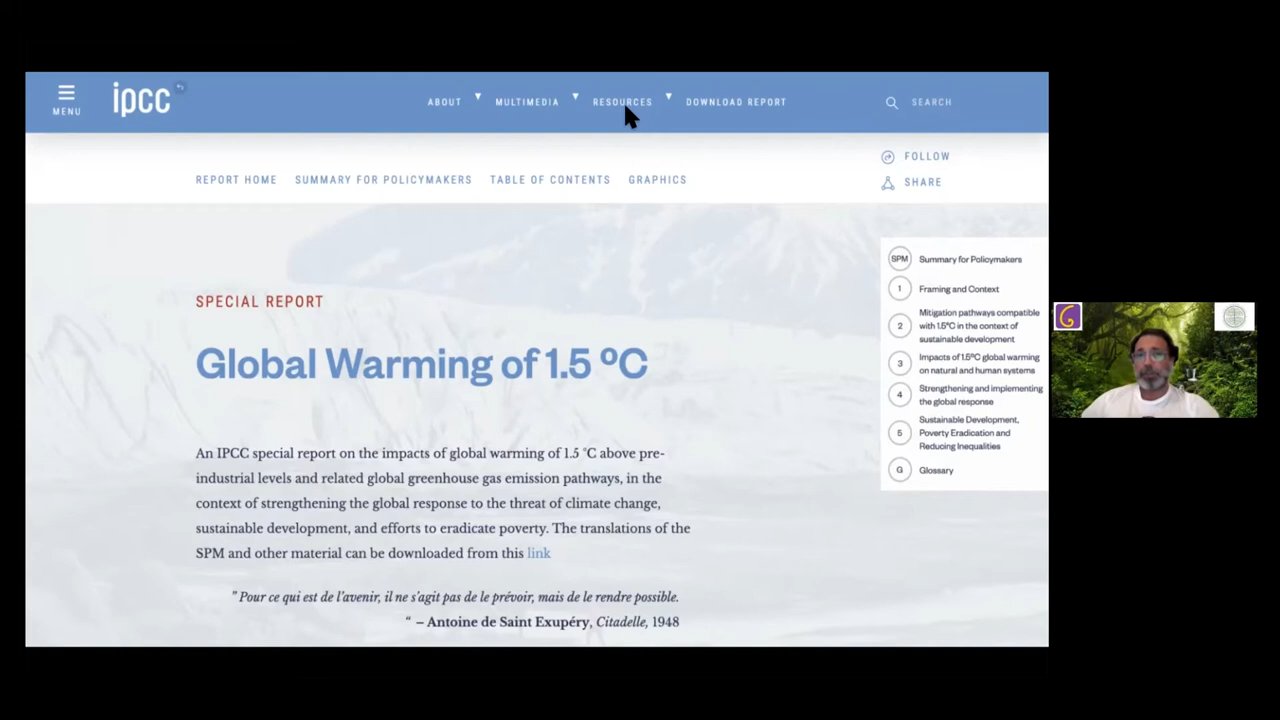 MENU
ipcc
ABOUT
MULTIMEDIA
RESOURCES
DOWNLOAD REPORT
SEARCH
FOLLOW
SHARE
REPORT HOME
SUMMARY FOR POLICYMAKERS
TABLE OF CONTENTS
GRAPHICS
SPECIAL REPORT
Global Warming of 1.5 ºC
An IPCC special report on the impacts of global warming of 1.5 °C above pre-
industrial levels and related global greenhouse gas emission pathways, in the
context of strengthening the global response to the threat of climate change,
sustainable development, and efforts to eradicate poverty. The translations of the
SPM and other material can be downloaded from this link
" Pour ce qui est de l'avenir, il ne s'agit pas de le prévoir, mais de le rendre possible.
“ – Antoine de Saint Exupéry, Citadelle, 1948
SPM Summary for Policymakers
1 Framing and Context
Mitigation pathways compatible
2 with 1.5ºC in the context of
sustainable development
3 Impacts of 1.5ºC global warming
on natural and human systems
4 Strengthening and implementing
the global response
Sustainable Development,
5 Poverty Eradication and
Reducing Inequalities
G Glossary